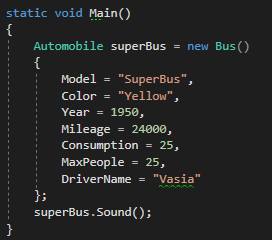 static void Main()
{
Automobile superBus = new Bus()
{
Model = "SuperBus",
Color = "Yellow",
Year = 1950,
Mileage = 24000,
Consumption = 25,
MaxPeople = 25,
DriverName = "Vasia"
};
superBus.Sound();
}